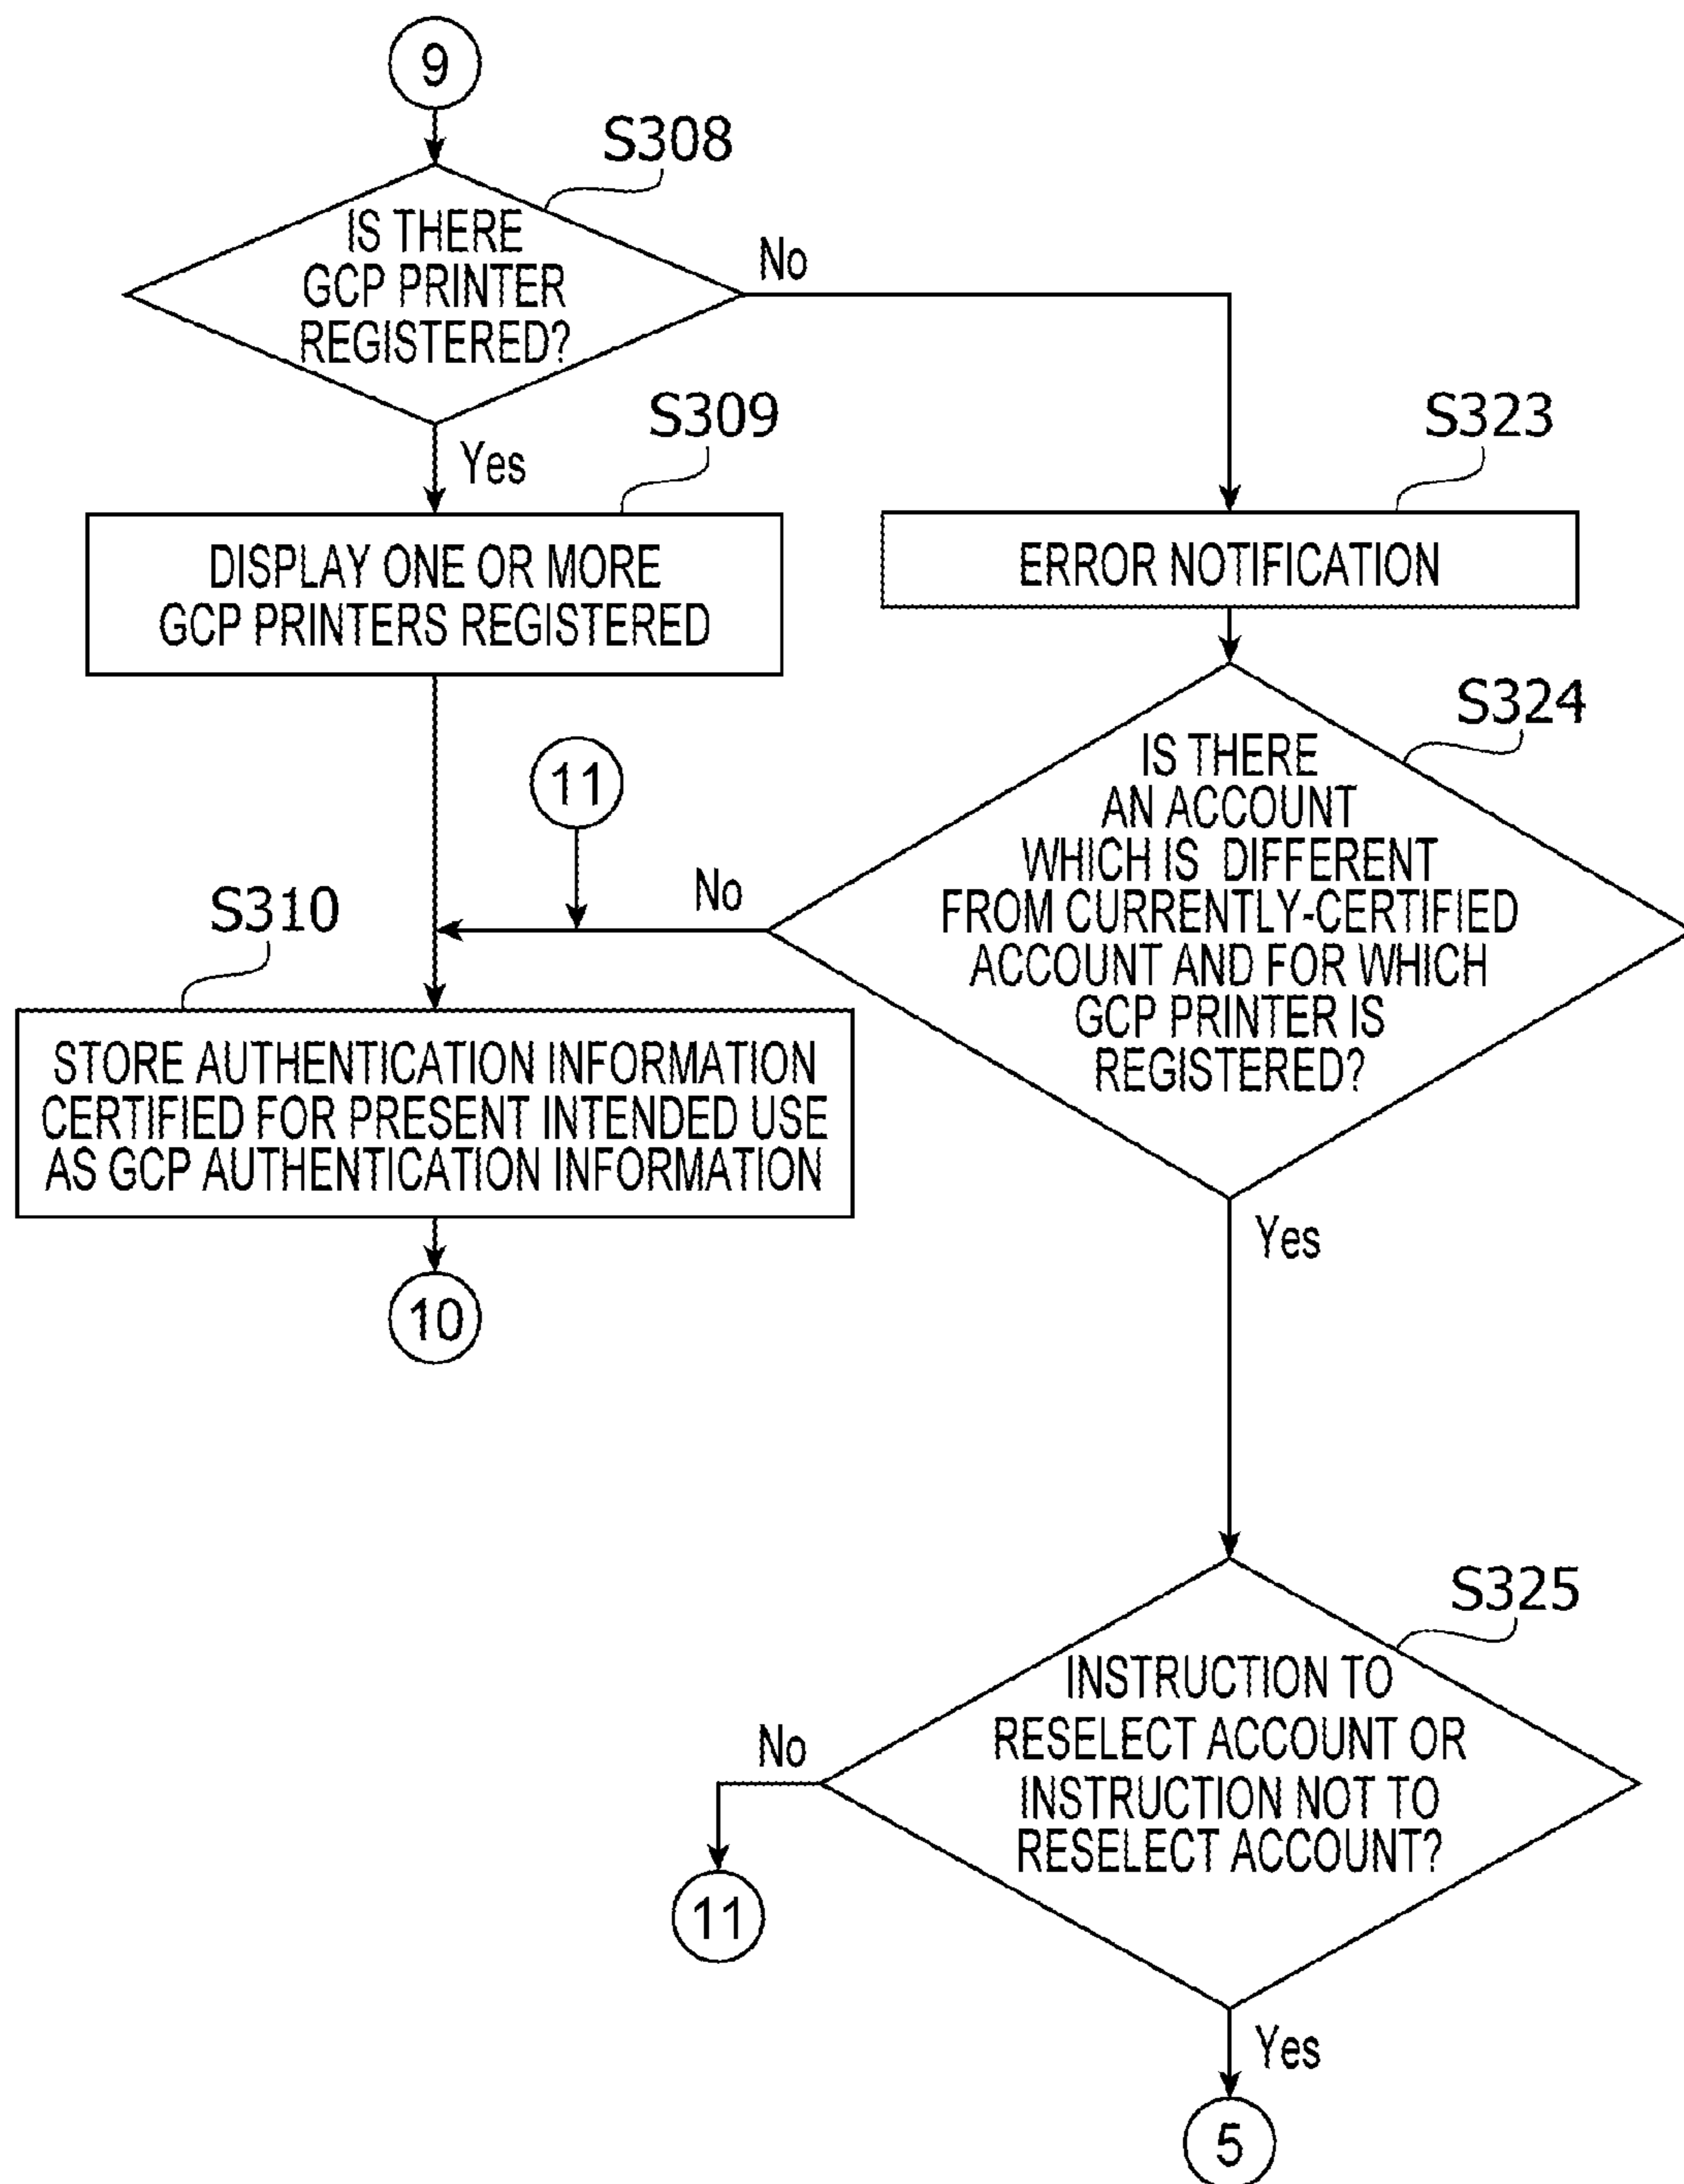 9
S308
IS THERE
GCP PRINTER
REGISTERED?
No
Yes
S309
DISPLAY ONE OR MORE
GCP PRINTERS REGISTERED
S323
ERROR NOTIFICATION
S324
IS THERE
AN ACCOUNT
WHICH IS DIFFERENT
FROM CURRENTLY-CERTIFIED
ACCOUNT AND FOR WHICH
GCP PRINTER IS
REGISTERED?
No
11
S310
STORE AUTHENTICATION INFORMATION
CERTIFIED FOR PRESENT INTENDED USE
AS GCP AUTHENTICATION INFORMATION
10
Yes
S325
INSTRUCTION TO
RESELECT ACCOUNT OR
INSTRUCTION NOT TO
RESELECT ACCOUNT?
No
11
Yes
5